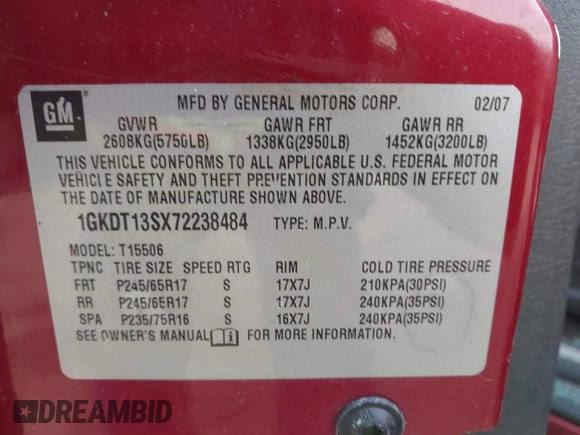 GM ®
MFD BY GENERAL MOTORS CORP. 02/07
GVWR GAWR FRT GAWR RR
2608KG(5750LB) 1338KG(2950LB) 1452KG(3200LB)
THIS VEHICLE CONFORMS TO ALL APPLICABLE U.S. FEDERAL MOTOR
VEHICLE SAFETY AND THEFT PREVENTION STANDARDS IN EFFECT ON
THE DATE OF MANUFACTURE SHOWN ABOVE.
1GKDT13SX72238484 TYPE: M.P.V.
MODEL: T15506
TPNC TIRE SIZE SPEED RTG RIM COLD TIRE PRESSURE
FRT P245/65R17 S 17X7J 210KPA(30PSI)
RR P245/65R17 S 17X7J 240KPA(35PSI)
SPA P235/75R16 S 16X7J 240KPA(35PSI)
SEE OWNER'S MANUAL i FOR MORE INFORMATION.
DREAMBID